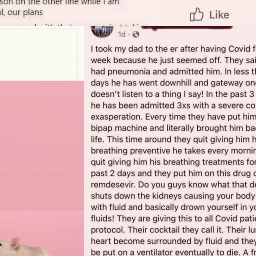 son on the other line while I am
l, our plans
Like
1d
I took my dad to the er after having Covid f
week because he just seemed off. They sai
had pneumonia and admitted him. In less th
days he has went downhill and gateway on
doesn't listen to a thing I say! In the past 3
he has been admitted 3xs with a severe co
exasperation. Every time they have put him
bipap machine and literally brought him bac
life. This time around they quit giving him h
breathing preventive he takes every mornin
quit giving him his breathing treatments for
past 2 days and they put him on this drug c
remdesevir. Do you guys know what that d
shuts down the kidneys causing your body
with fluid and basically drown yourself in yo
fluids! They are giving this to all Covid patie
protocol. Their cocktail they call it. Their lun
heart become surrounded by fluid and they
be put on a ventilator eventually to die. A fr